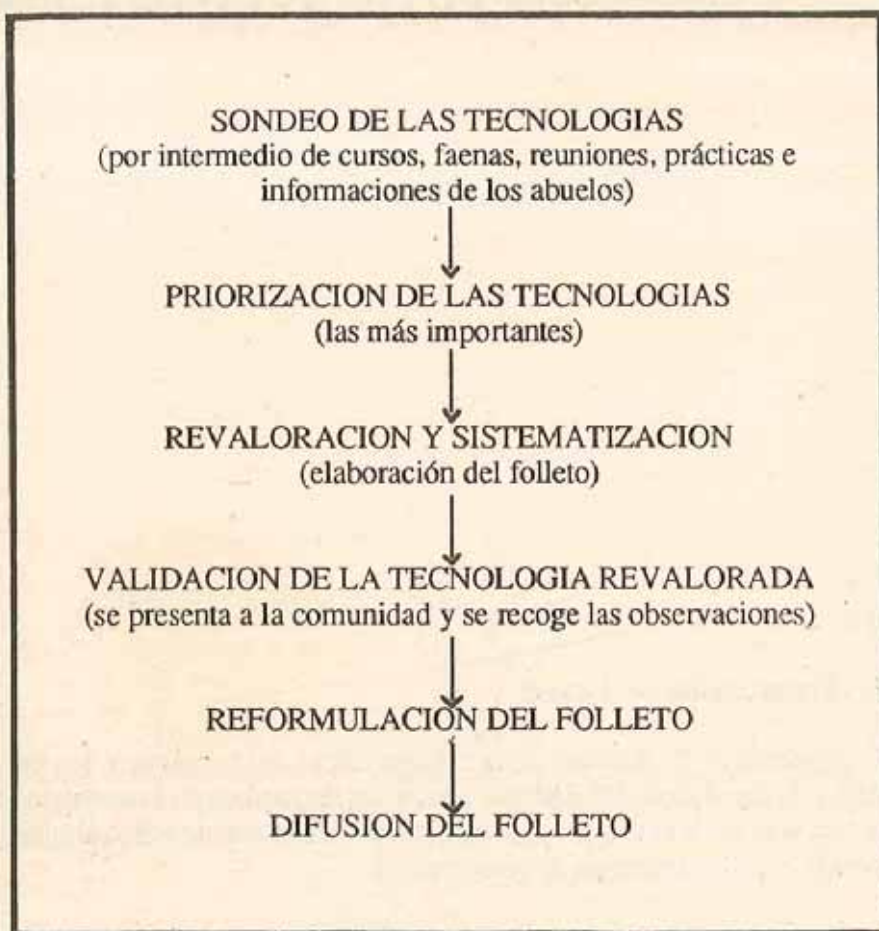 SONDEO DE LAS TECNOLOGIAS
(por intermedio de cursos, faenas, reuniones, prácticas e
informaciones de los abuelos)
PRIORIZACION DE LAS TECNOLOGIAS
(las más importantes)
REVALORACION Y SISTEMATIZACION
(elaboración del folleto)
VALIDACION DE LA TECNOLOGIA REVALORADA
(se presenta a la comunidad y se recoge las observaciones)
REFORMULACION DEL FOLLETO
DIFUSION DEL FOLLETO